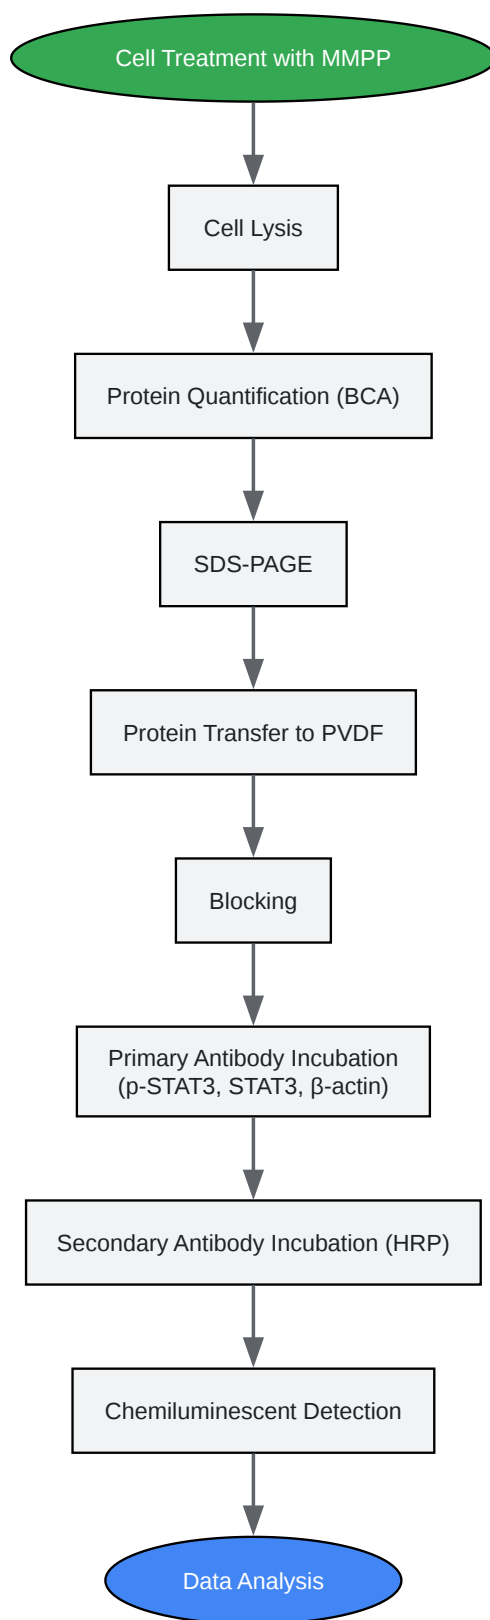 Cell Treatment with MMPP
Cell Lysis
Protein Quantification (BCA)
SDS-PAGE
Protein Transfer to PVDF
Blocking
Primary Antibody Incubation
(p-STAT3, STAT3, β-actin)
Secondary Antibody Incubation (HRP)
Chemiluminescent Detection
Data Analysis